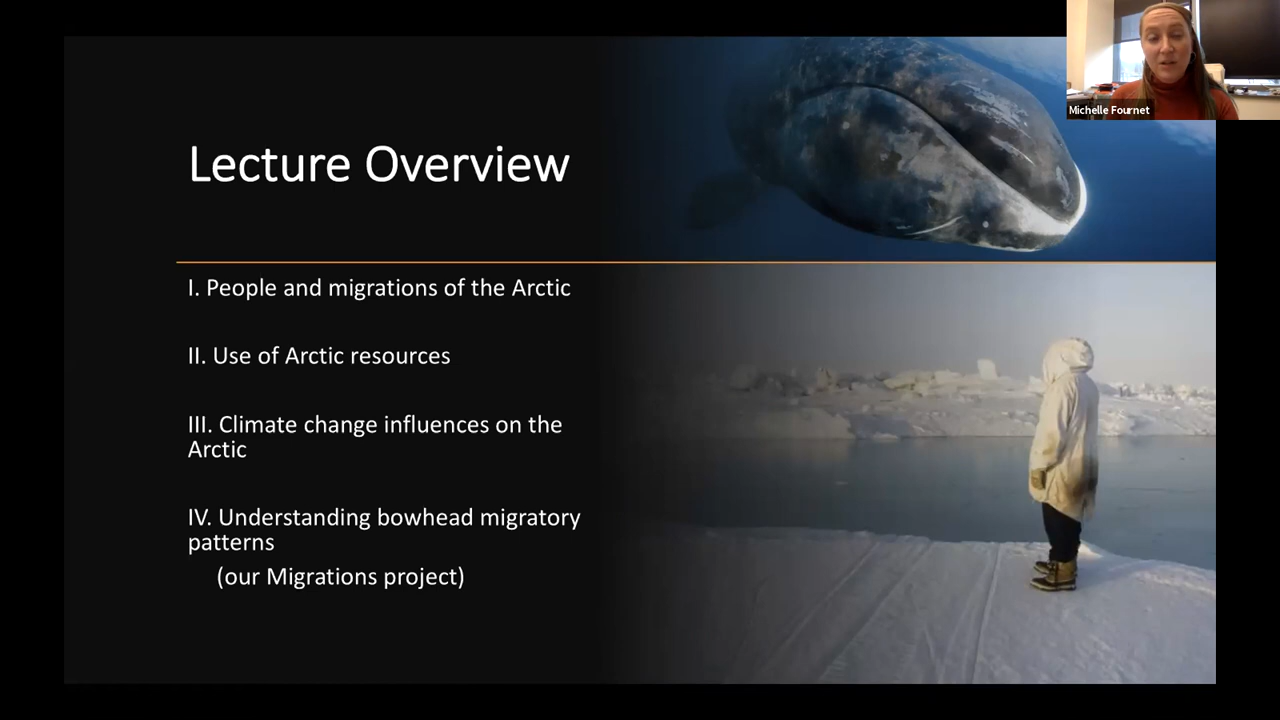 Michelle Fournet
Lecture Overview
I. People and migrations of the Arctic
II. Use of Arctic resources
III. Climate change influences on the
Arctic
IV. Understanding bowhead migratory
patterns
(our Migrations project)